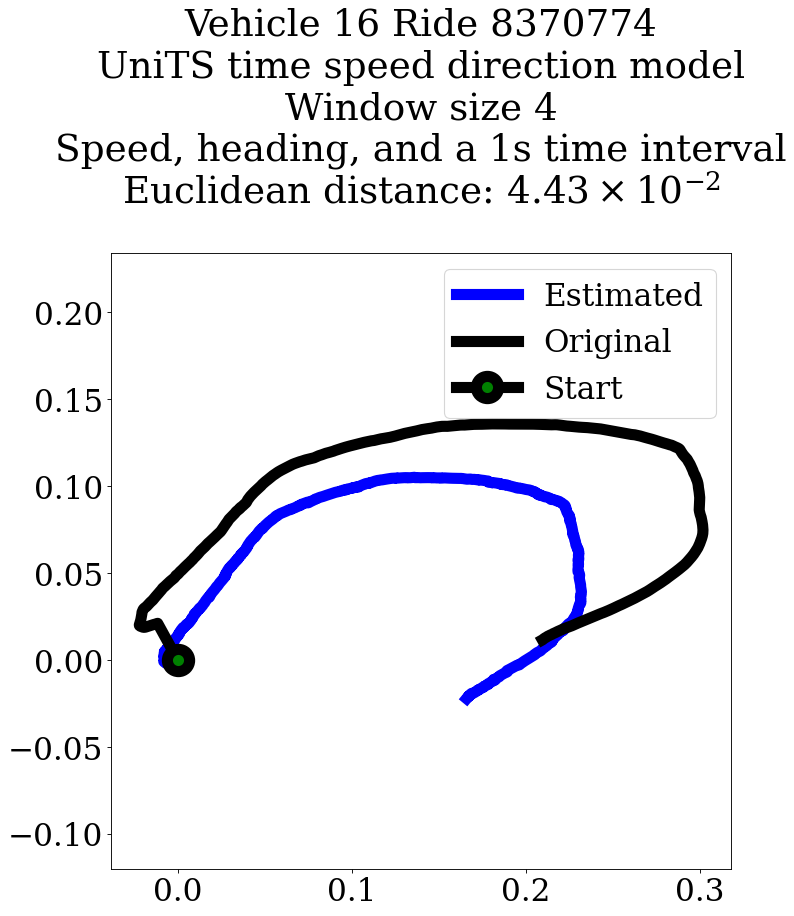 Vehicle 16 Ride 8370774
UniTS time speed direction model
Window size 4
Speed, heading, and a 1s time interval
Euclidean distance: 4.43 × 10⁻²
Estimated
Original
Start
0.20
0.15
0.10
0.05
0.00
−0.05
−0.10
0.0 0.1 0.2 0.3